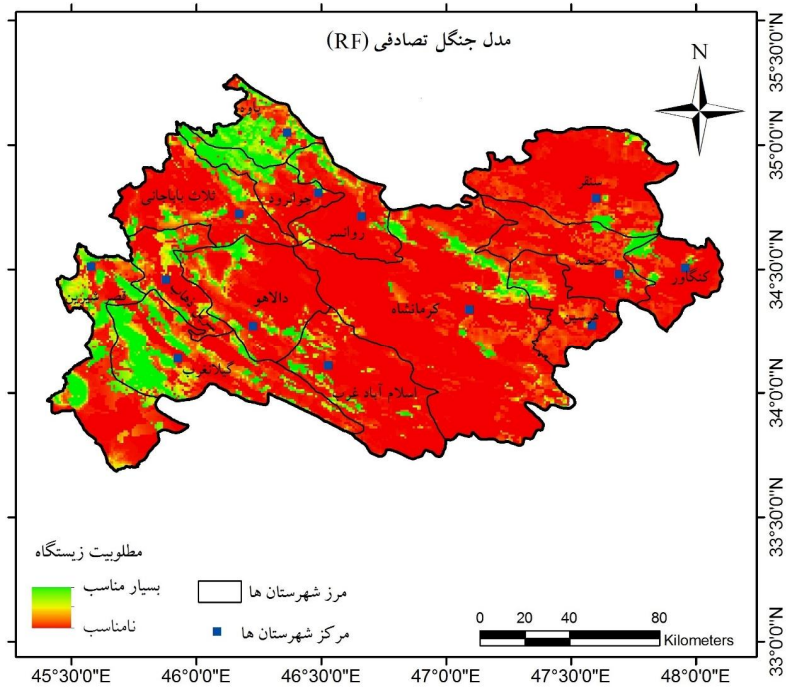 مدل جنگل تصادفی (RF)
N
پاوه
ثلاث باباجانی
جوانرود
روانسر
سنقر
صحنه
کنگاور
قصر شیرین
دالاهو
کرمانشاه
هرسین
گیلانغرب
اسلام آباد غرب
مطلوبیت زیستگاه
بسیار مناسب
نامناسب
مرز شهرستان ها
مرکز شهرستان ها
0 20 40 80
Kilometers
35°30'0"N
35°0'0"N
34°30'0"N
34°0'0"N
33°30'0"N
33°0'0"N
45°30'0"E 46°0'0"E 46°30'0"E 47°0'0"E 47°30'0"E 48°0'0"E